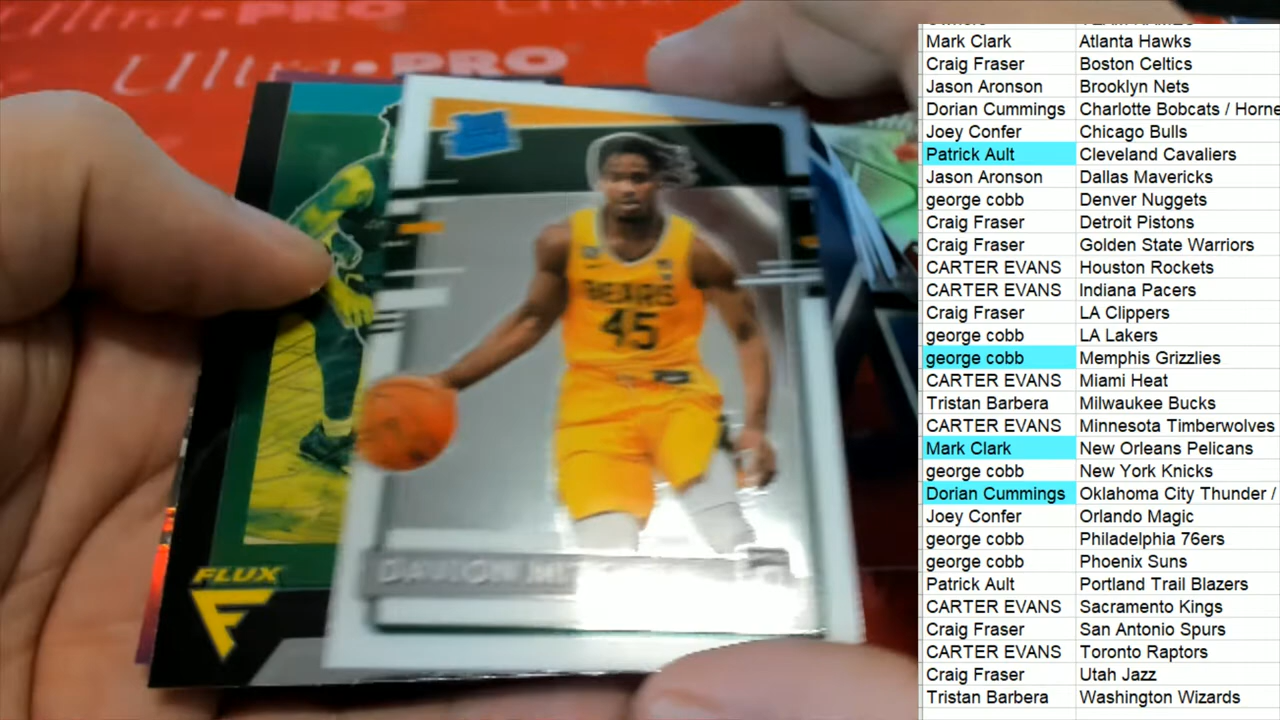 Ultra•PRO
Ultra•PRO
BEARS
45
FLUX
Mark Clark Atlanta Hawks
Craig Fraser Boston Celtics
Jason Aronson Brooklyn Nets
Dorian Cummings Charlotte Bobcats / Horne
Joey Confer Chicago Bulls
Patrick Ault Cleveland Cavaliers
Jason Aronson Dallas Mavericks
george cobb Denver Nuggets
Craig Fraser Detroit Pistons
Craig Fraser Golden State Warriors
CARTER EVANS Houston Rockets
CARTER EVANS Indiana Pacers
Craig Fraser LA Clippers
george cobb LA Lakers
george cobb Memphis Grizzlies
CARTER EVANS Miami Heat
Tristan Barbera Milwaukee Bucks
CARTER EVANS Minnesota Timberwolves
Mark Clark New Orleans Pelicans
george cobb New York Knicks
Dorian Cummings Oklahoma City Thunder /
Joey Confer Orlando Magic
george cobb Philadelphia 76ers
george cobb Phoenix Suns
Patrick Ault Portland Trail Blazers
CARTER EVANS Sacramento Kings
Craig Fraser San Antonio Spurs
CARTER EVANS Toronto Raptors
Craig Fraser Utah Jazz
Tristan Barbera Washington Wizards